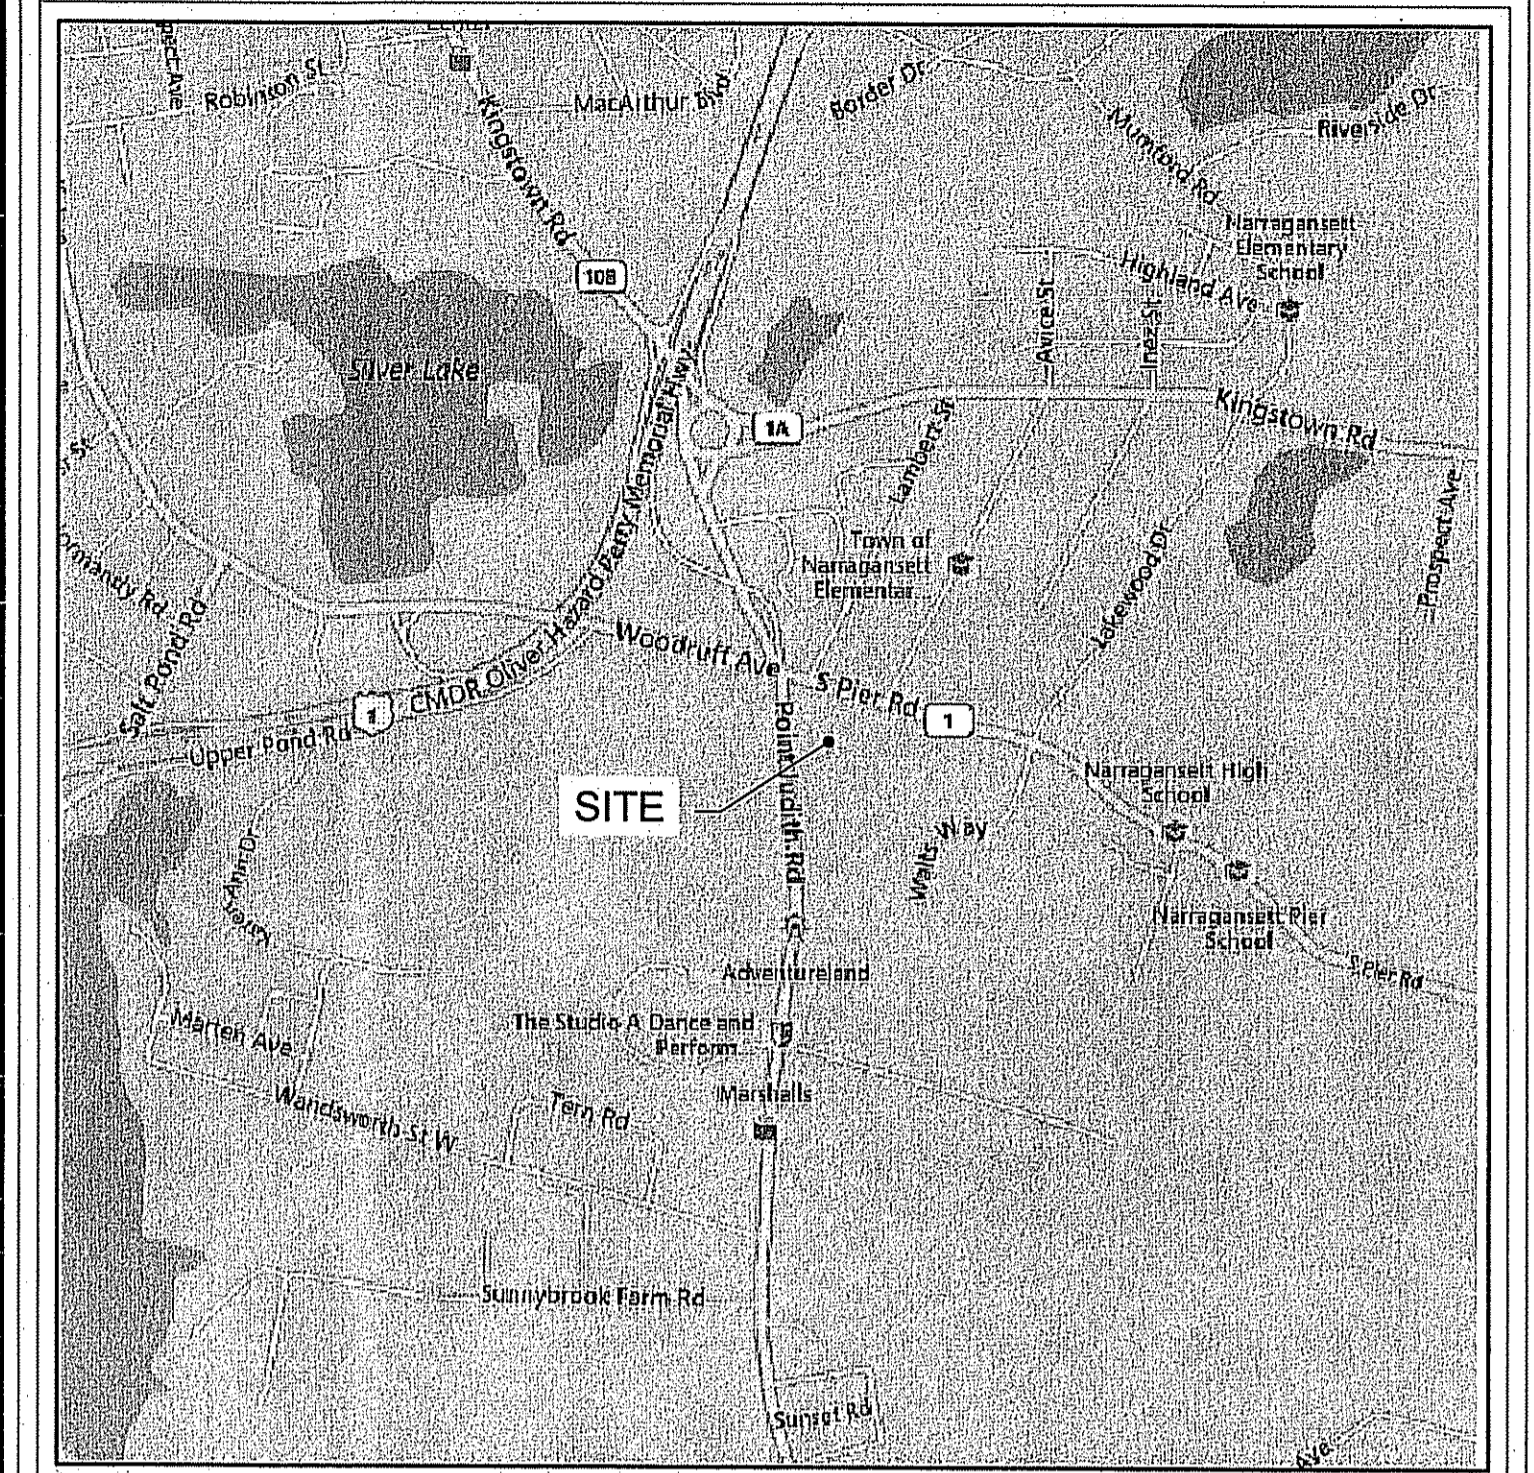 Robinson St
MacArthur Blvd
Border Dr
Riverside Dr
Mumford Rd
Kingstown Rd
Narragansett
Elementary
School
Highland Ave
108
Avice St
Inez St
Silver Lake
1A
Kingstown Rd
Lambert St
Prospect Ave
Town of
Narragansett
Elementar...
Lakewood Dr
Salt Pond Rd
Woodruff Ave
CMDR Oliver Hazard Perry Memorial Hwy
S Pier Rd
1
1
Upper Pond Rd
Point Judith Rd
SITE
Narragansett High
School
Walts Way
Karen Ann Dr
Narragansett Pier
School
S Pier Rd
Adventureland
The Studio A Dance and
Perform...
Marten Ave
Marshalls
Wandsworth St W
Tern Rd
Sunnybrook Farm Rd
Sunset Rd
Ave